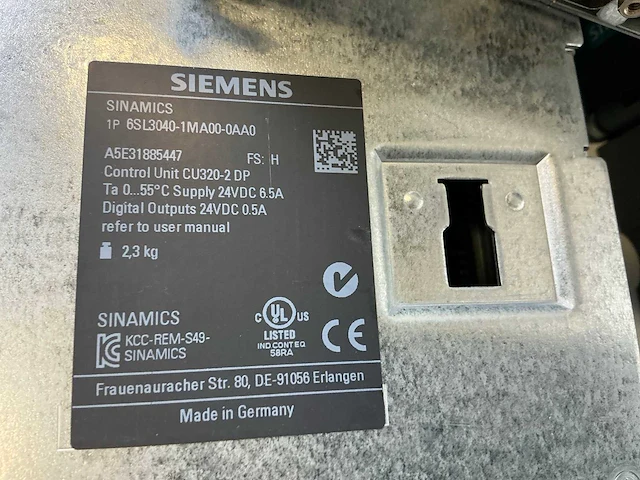 SIEMENS
SINAMICS
1P 6SL3040-1MA00-0AA0
A5E31885447 FS: H
Control Unit CU320-2 DP
Ta 0...55°C Supply 24VDC 6.5A
Digital Outputs 24VDC 0.5A
refer to user manual
2,3 kg
SINAMICS
KCC-REM-S49-
SINAMICS
C UL US
LISTED
IND CONT EQ
58RA
CE
Frauenauracher Str. 80, DE-91056 Erlangen
Made in Germany